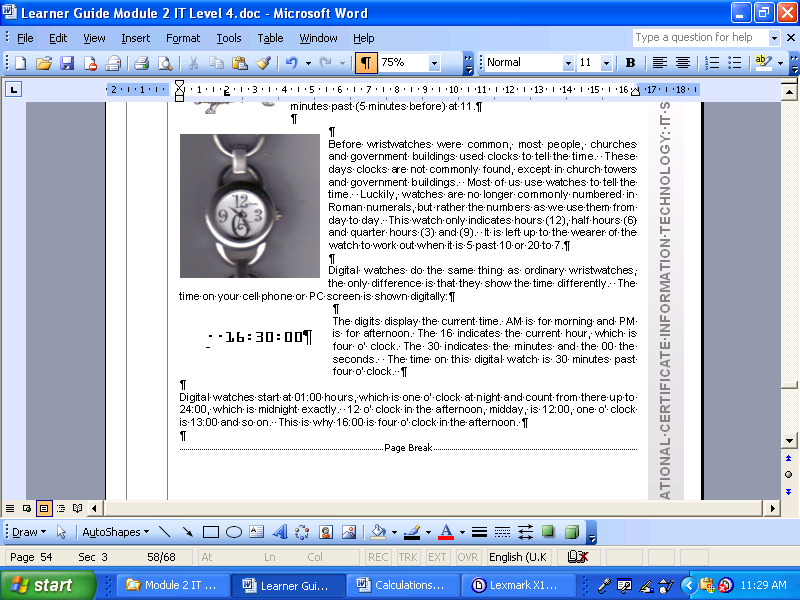 Learner Guide Module 2 IT Level 4.doc - Microsoft Word
File Edit View Insert Format Tools Table Window Help
Type a question for help
75% Normal 11 B
2 1 1 2 3 4 5 6 7 8 9 10 11 12 13 14 15 16 17 18
minutes past (5 minutes before) at 11.¶
¶
¶
Before wristwatches were common, most people, churches
and government buildings used clocks to tell the time. These
days clocks are not commonly found, except in church towers
and government buildings. Most of us use watches to tell the
time. Luckily, watches are no longer commonly numbered in
Roman numerals, but rather the numbers as we use them from
day to day. This watch only indicates hours (12), half hours (6)
and quarter hours (3) and (9). It is left up to the wearer of the
watch to work out when it is 5 past 10 or 20 to 7.¶
12
9 3
6
¶
Digital watches do the same thing as ordinary wristwatches,
the only difference is that they show the time differently. The
time on your cell phone or PC screen is shown digitally:¶
¶
16:30:00¶
The digits display the current time. AM is for morning and PM
is for afternoon. The 16 indicates the current hour, which is
four o' clock. The 30 indicates the minutes and the 00 the
seconds. The time on this digital watch is 30 minutes past
four o' clock. ¶
¶
Digital watches start at 01:00 hours, which is one o' clock at night and count from there up to
24:00, which is midnight exactly. 12 o' clock in the afternoon, midday, is 12:00, one o' clock
is 13:00 and so on. This is why 16:00 is four o' clock in the afternoon. ¶
¶
Page Break
ATIONAL CERTIFICATE: INFORMATION TECHNOLOGY: IT S
Draw AutoShapes
Page 54 Sec 3 58/68 At Ln Col REC TRK EXT OVR English (U.K
start Module 2 IT ... Learner Gui... Calculations... Lexmark X1... 11:29 AM